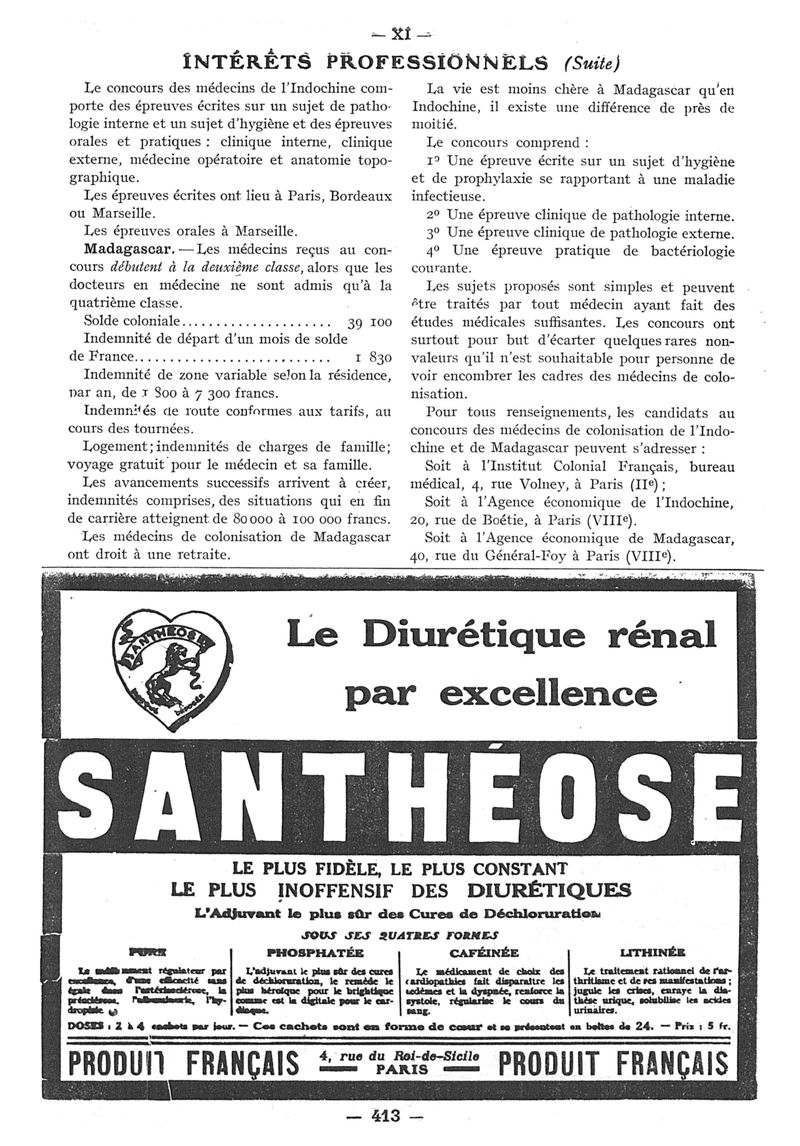 — XI —
INTÉRÊTS PROFESSIONNELS (Suite)
Le concours des médecins de l'Indochine com-
porte des épreuves écrites sur un sujet de patho-
logie interne et un sujet d'hygiène et des épreuves
orales et pratiques : clinique interne, clinique
externe, médecine opératoire et anatomie topo-
graphique.
Les épreuves écrites ont lieu à Paris, Bordeaux
ou Marseille.
Les épreuves orales à Marseille.
Madagascar. — Les médecins reçus au con-
cours débutent à la deuxième classe, alors que les
docteurs en médecine ne sont admis qu'à la
quatrième classe.
Solde coloniale..................... 39 100
Indemnité de départ d'un mois de solde
de France............................ 1 830
Indemnité de zone variable selon la résidence,
par an, de 1 800 à 7 300 francs.
Indemnités de route conformes aux tarifs, au
cours des tournées.
Logement; indemnités de charges de famille;
voyage gratuit pour le médecin et sa famille.
Les avancements successifs arrivent à créer,
indemnités comprises, des situations qui en fin
de carrière atteignent de 80 000 à 100 000 francs.
Les médecins de colonisation de Madagascar
ont droit à une retraite.
La vie est moins chère à Madagascar qu'en
Indochine, il existe une différence de près de
moitié.
Le concours comprend :
1º Une épreuve écrite sur un sujet d'hygiène
et de prophylaxie se rapportant à une maladie
infectieuse.
2º Une épreuve clinique de pathologie interne.
3º Une épreuve clinique de pathologie externe.
4º Une épreuve pratique de bactériologie
courante.
Les sujets proposés sont simples et peuvent
être traités par tout médecin ayant fait des
études médicales suffisantes. Les concours ont
surtout pour but d'écarter quelques rares non-
valeurs qu'il n'est souhaitable pour personne de
voir encombrer les cadres des médecins de colo-
nisation.
Pour tous renseignements, les candidats au
concours des médecins de colonisation de l'Indo-
chine et de Madagascar peuvent s'adresser :
Soit à l'Institut Colonial Français, bureau
médical, 4, rue Volney, à Paris (IIe) ;
Soit à l'Agence économique de l'Indochine,
20, rue de Boétie, à Paris (VIIIe).
Soit à l'Agence économique de Madagascar,
40, rue du Général-Foy à Paris (VIIIe).
SANTHÉOSE
Le Diurétique rénal
par excellence
SANTHÉOSE
LE PLUS FIDÈLE, LE PLUS CONSTANT
LE PLUS INOFFENSIF DES DIURÉTIQUES
L'Adjuvant le plus sûr des Cures de Déchloruration
SOUS SES QUATRES FORMES
PURE
Le médicament régulateur par
excellence, d'une efficacité sans
égale dans l'artériosclérose, la
présclérose, l'albuminurie, l'hy-
dropisie.
PHOSPHATÉE
L'adjuvant le plus sûr des cures
de déchloruration, le remède le
plus héroïque pour le brightique
comme est la digitale pour le car-
diaque.
CAFÉINÉE
Le médicament de choix des
cardiopathies fait disparaître les
œdèmes et la dyspnée, renforce la
systole, régularise le cours du
sang.
LITHINÉE
Le traitement rationnel de l'ar-
thritisme et de ses manifestations ;
jugule les crises, enraye la dia-
thèse urique, solubilise les acides
urinaires.
DOSES : 2 à 4 cachets par jour. — Ces cachets sont en forme de cœur et se présentent en boîtes de 24. — Prix : 5 fr.
PRODUIT FRANÇAIS
4, rue du Roi-de-Sicile
PARIS
PRODUIT FRANÇAIS
— 413 —